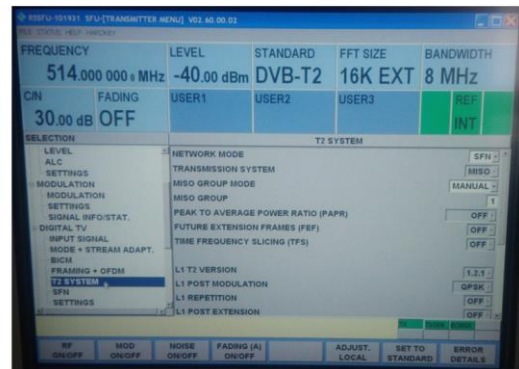 RSSFU-101931 SFU-[TRANSMITTER MENU] V02.60.00.02
FILE STATUS HELP HARDKEY
FREQUENCY LEVEL STANDARD FFT SIZE BANDWIDTH
514.000 000 0 MHz -40.00 dBm DVB-T2 16K EXT 8 MHz
C/N FADING USER1 USER2 USER3 REF
30.00 dB OFF INT
SELECTION T2 SYSTEM
LEVEL
ALC
SETTINGS
MODULATION
MODULATION
SETTINGS
SIGNAL INFO/STAT.
DIGITAL TV
INPUT SIGNAL
MODE + STREAM ADAPT.
BICM
FRAMING + OFDM
T2 SYSTEM
SFN
SETTINGS
NETWORK MODE SFN
TRANSMISSION SYSTEM MISO
MISO GROUP MODE MANUAL
MISO GROUP 1
PEAK TO AVERAGE POWER RATIO (PAPR) OFF
FUTURE EXTENSION FRAMES (FEF) OFF
TIME FREQUENCY SLICING (TFS) OFF
L1 T2 VERSION 1.2.1
L1 POST MODULATION QPSK
L1 REPETITION OFF
L1 POST EXTENSION OFF
RF ON/OFF MOD ON/OFF NOISE ON/OFF FADING (A) ON/OFF ADJUST. LOCAL SET TO STANDARD ERROR DETAILS